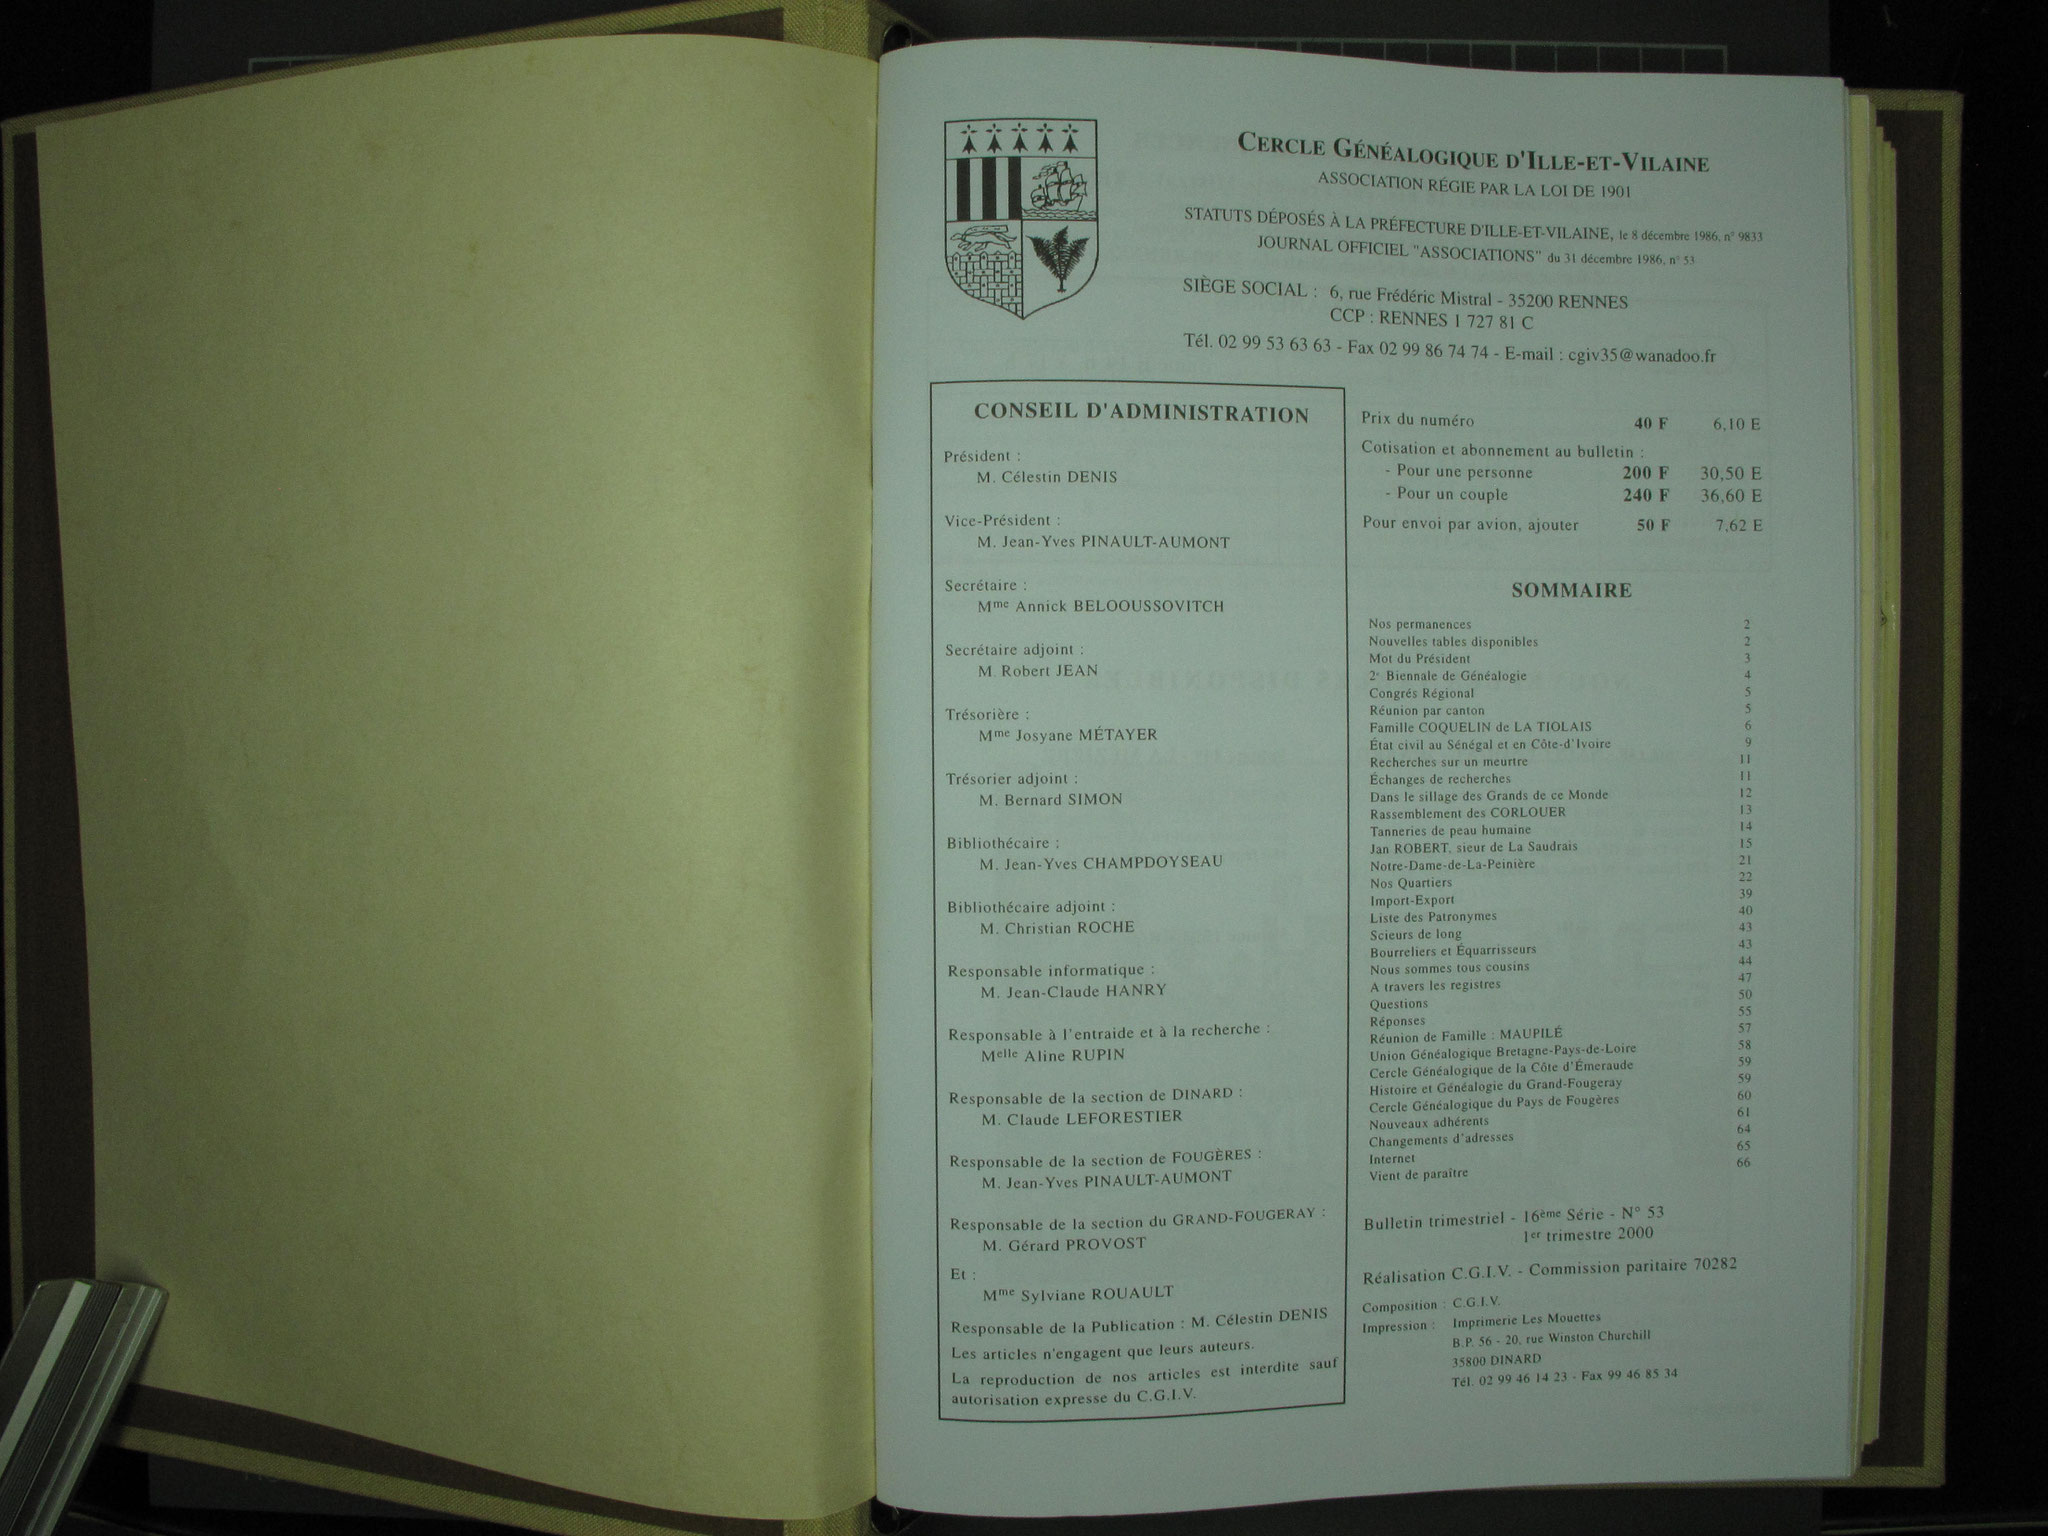 CERCLE GÉNÉALOGIQUE D'ILLE-ET-VILAINE
ASSOCIATION RÉGIE PAR LA LOI DE 1901
STATUTS DÉPOSÉS À LA PRÉFECTURE D'ILLE-ET-VILAINE, le 8 décembre 1986, n° 9833
JOURNAL OFFICIEL "ASSOCIATIONS" du 31 décembre 1986, n° 53
SIÈGE SOCIAL : 6, rue Frédéric Mistral - 35200 RENNES
CCP : RENNES 1 727 81 C
Tél. 02 99 53 63 63 - Fax 02 99 86 74 74 - E-mail : cgiv35@wanadoo.fr
CONSEIL D'ADMINISTRATION
Président :
M. Célestin DENIS
Vice-Président :
M. Jean-Yves PINAULT-AUMONT
Secrétaire :
Mme Annick BELOOUSSOVITCH
Secrétaire adjoint :
M. Robert JEAN
Trésorière :
Mme Josyane MÉTAYER
Trésorier adjoint :
M. Bernard SIMON
Bibliothécaire :
M. Jean-Yves CHAMPDOYSEAU
Bibliothécaire adjoint :
M. Christian ROCHE
Responsable informatique :
M. Jean-Claude HANRY
Responsable à l'entraide et à la recherche :
Melle Aline RUPIN
Responsable de la section de DINARD :
M. Claude LEFORESTIER
Responsable de la section de FOUGÈRES :
M. Jean-Yves PINAULT-AUMONT
Responsable de la section du GRAND-FOUGERAY :
M. Gérard PROVOST
Et :
Mme Sylviane ROUAULT
Responsable de la Publication : M. Célestin DENIS
Les articles n'engagent que leurs auteurs.
La reproduction de nos articles est interdite sauf
autorisation expresse du C.G.I.V.
Prix du numéro 40 F 6,10 E
Cotisation et abonnement au bulletin :
- Pour une personne 200 F 30,50 E
- Pour un couple 240 F 36,60 E
Pour envoi par avion, ajouter 50 F 7,62 E
SOMMAIRE
Nos permanences 2
Nouvelles tables disponibles 2
Mot du Président 3
2e Biennale de Généalogie 4
Congrés Régional 5
Réunion par canton 5
Famille COQUELIN de LA TIOLAIS 6
État civil au Sénégal et en Côte-d'Ivoire 9
Recherches sur un meurtre 11
Échanges de recherches 11
Dans le sillage des Grands de ce Monde 12
Rassemblement des CORLOUER 13
Tanneries de peau humaine 14
Jan ROBERT, sieur de La Saudrais 15
Notre-Dame-de-La-Peinière 21
Nos Quartiers 22
Import-Export 39
Liste des Patronymes 40
Scieurs de long 43
Bourreliers et Équarrisseurs 43
Nous sommes tous cousins 44
A travers les registres 47
Questions 50
Réponses 55
Réunion de Famille : MAUPILÉ 57
Union Généalogique Bretagne-Pays-de-Loire 58
Cercle Généalogique de la Côte d'Émeraude 59
Histoire et Généalogie du Grand-Fougeray 59
Cercle Généalogique du Pays de Fougères 60
Nouveaux adhérents 61
Changements d'adresses 64
Internet 65
Vient de paraître 66
Bulletin trimestriel - 16ème Série - N° 53
1er trimestre 2000
Réalisation C.G.I.V. - Commission paritaire 70282
Composition : C.G.I.V.
Impression : Imprimerie Les Mouettes
B.P. 56 - 20, rue Winston Churchill
35800 DINARD
Tél. 02 99 46 14 23 - Fax 99 46 85 34